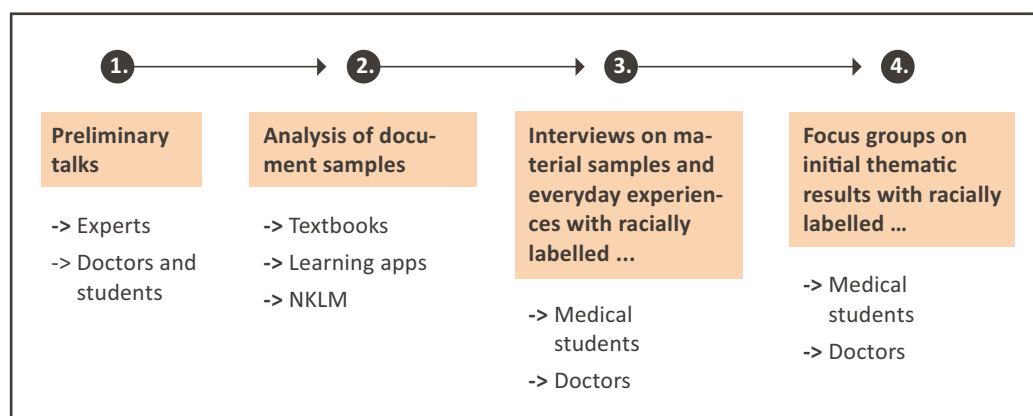 1.
2.
3.
4.
Preliminary
talks
-> Experts
-> Doctors and
students
Analysis of docu-
ment samples
-> Textbooks
-> Learning apps
-> NKLM
Interviews on ma-
terial samples and
everyday experien-
ces with racially
labelled ...
-> Medical
students
-> Doctors
Focus groups on
initial thematic
results with racially
labelled …
-> Medical
students
-> Doctors